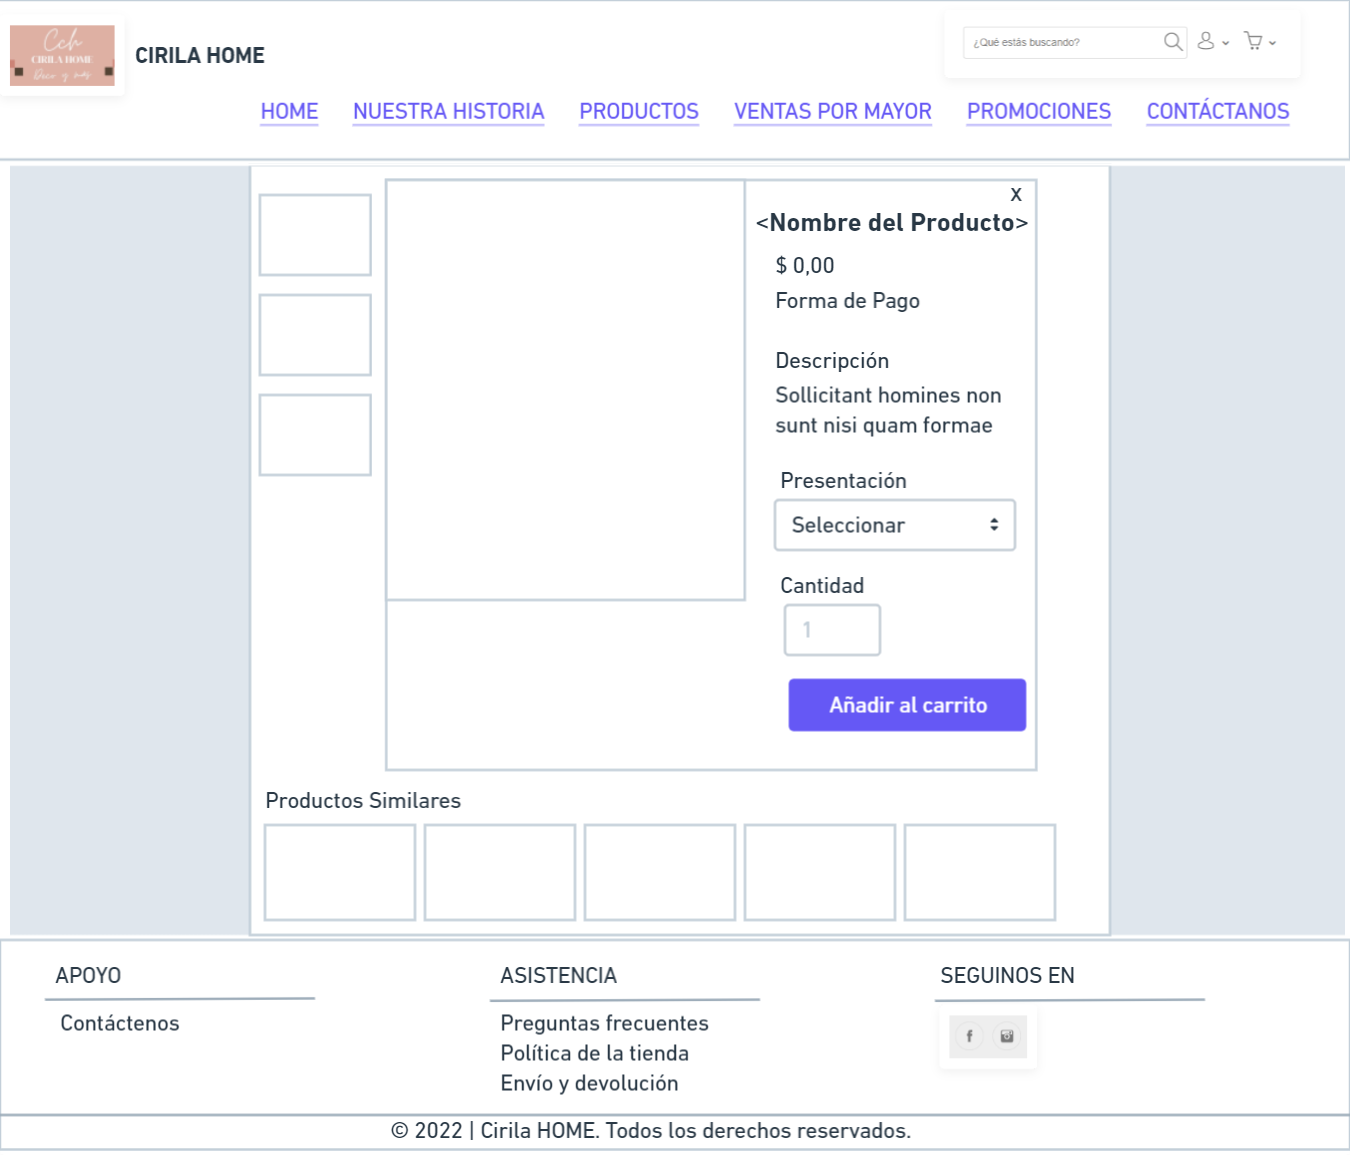 Cch
CIRILA HOME
Deco y más
CIRILA HOME
¿Qué estás buscando?
HOME NUESTRA HISTORIA PRODUCTOS VENTAS POR MAYOR PROMOCIONES CONTÁCTANOS
X
<Nombre del Producto>
$ 0,00
Forma de Pago
Descripción
Sollicitant homines non
sunt nisi quam formae
Presentación
Seleccionar
Cantidad
1
Añadir al carrito
Productos Similares
APOYO
Contáctenos
ASISTENCIA
Preguntas frecuentes
Política de la tienda
Envío y devolución
SEGUINOS EN
f
© 2022 | Cirila HOME. Todos los derechos reservados.